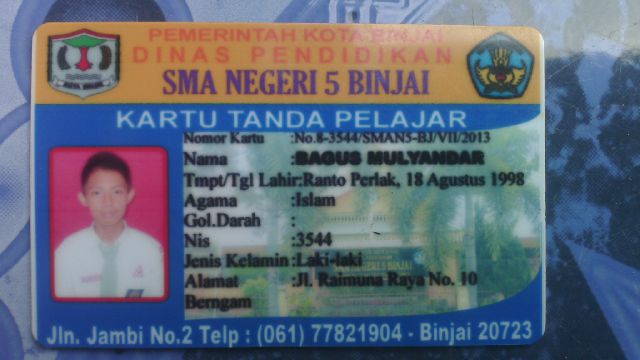 PEMERINTAH KOTA BINJAI
DINAS PENDIDIKAN
SMA NEGERI 5 BINJAI
KARTU TANDA PELAJAR
Nomor Kartu :No.8-3544/SMAN5-BJ/VII/2013
Nama :BAGUS MULYANDAR
Tmpt/Tgl Lahir:Ranto Perlak, 18 Agustus 1998
Agama :Islam
Gol.Darah :
Nis :3544
Jenis Kelamin :Laki-laki
Alamat :Jl. Raimuna Raya No. 10
Berngam
NEGERI 5 BINJAI
Jln. Jambi No.2 Telp : (061) 77821904 - Binjai 20723